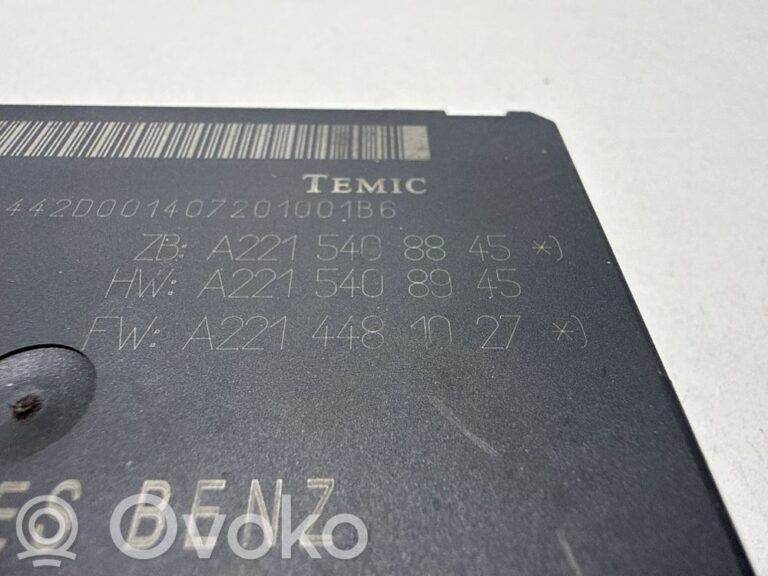 TEMIC
442D001407201001B6
ZB: A221 540 88 45 *)
HW: A221 540 89 45
FW: A221 448 10 27 *)
ES BENZ
Ovoko